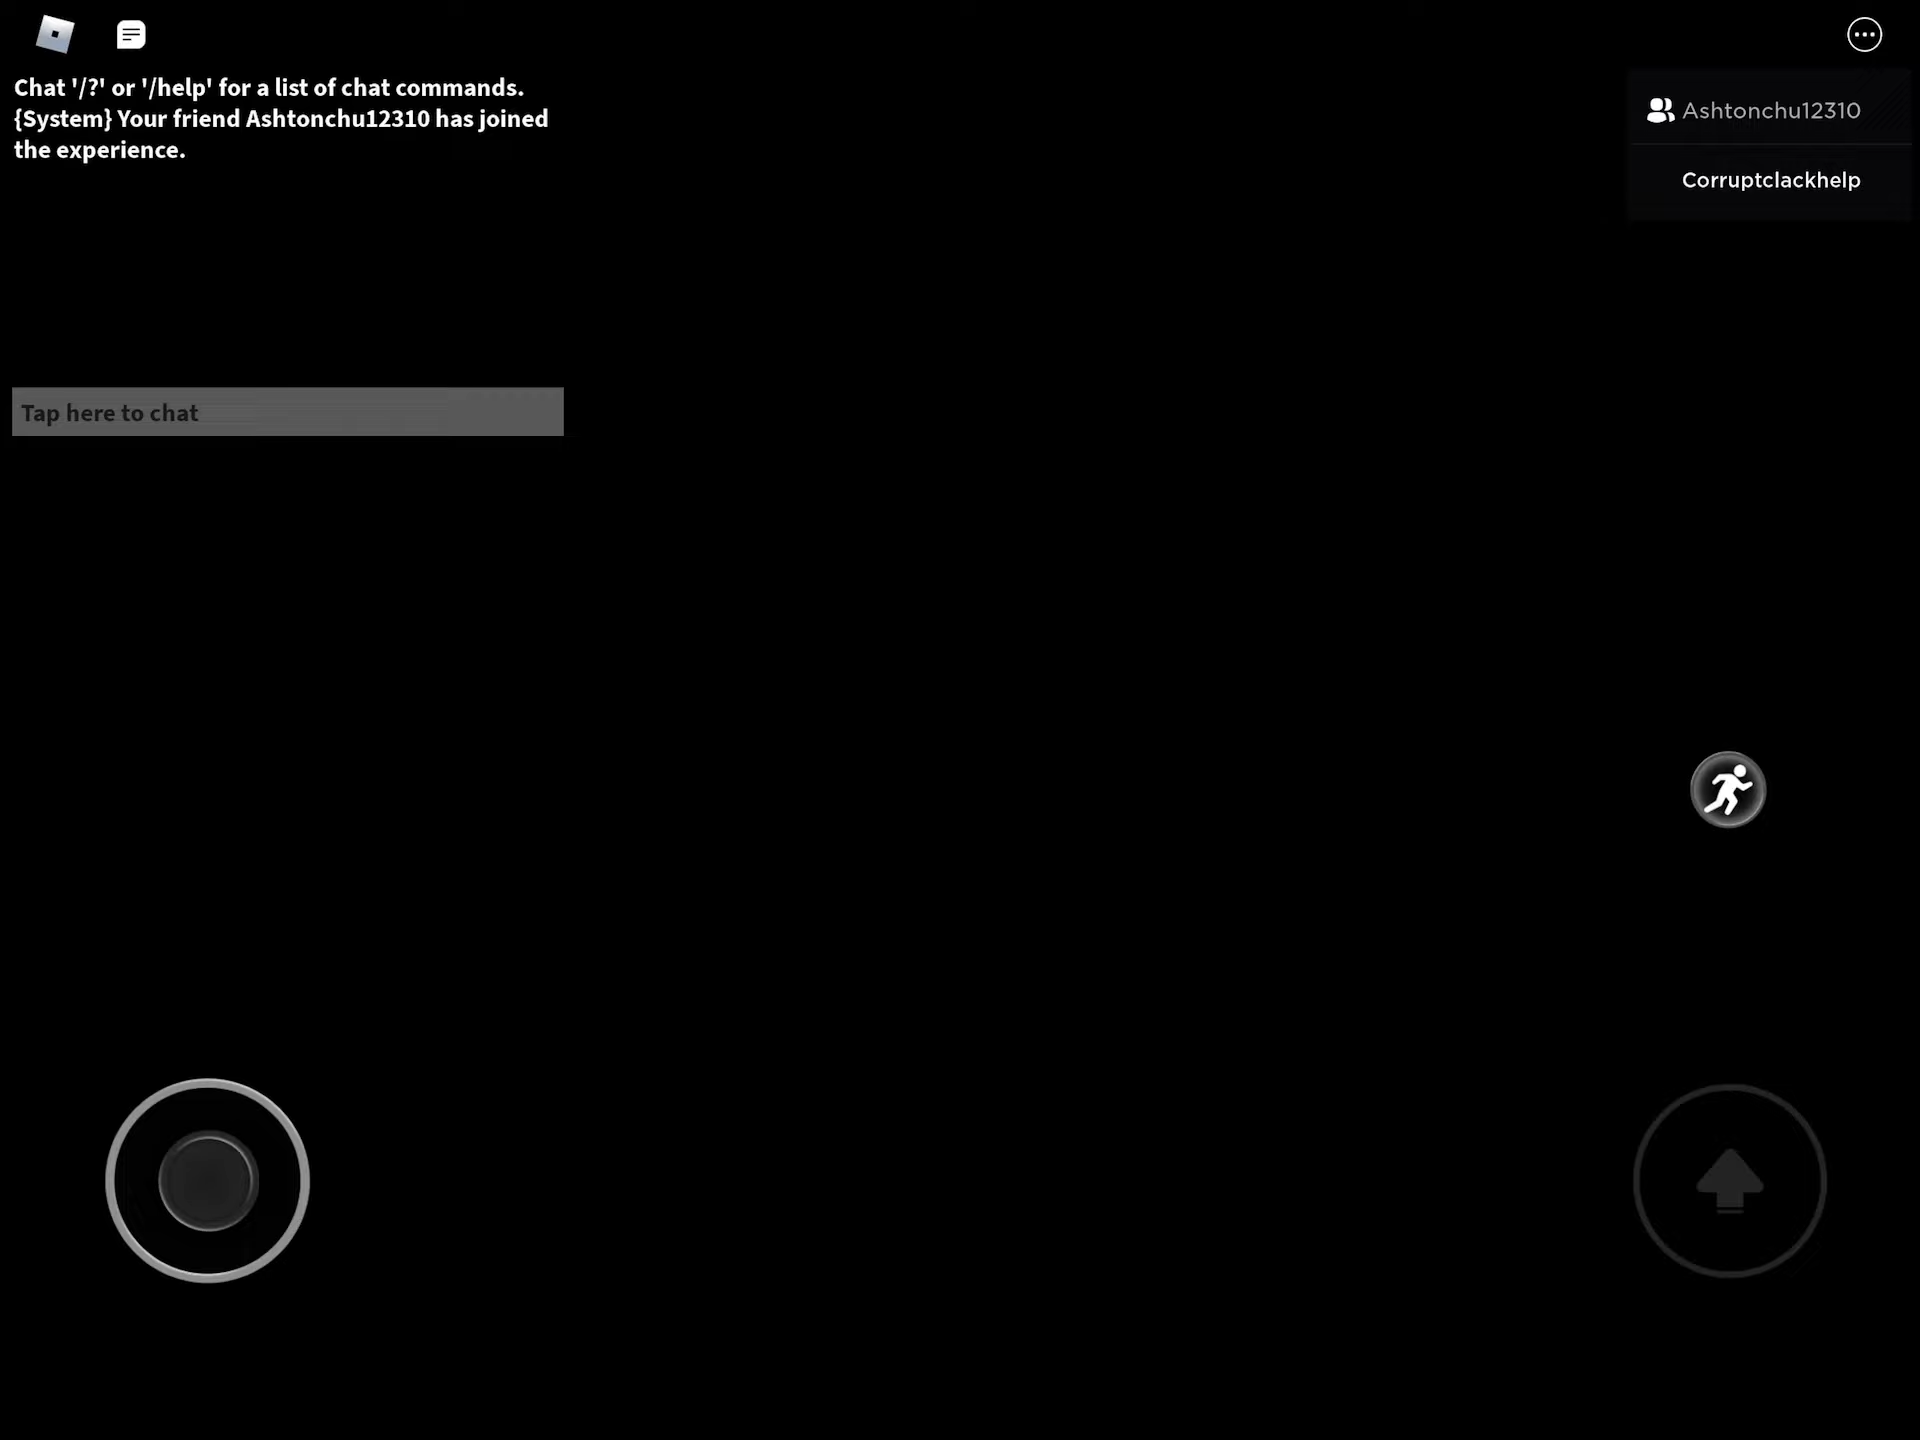 Chat '/?' or '/help' for a list of chat commands.
{System} Your friend Ashtonchu12310 has joined
the experience.
Ashtonchu12310
Corruptclackhelp
Tap here to chat